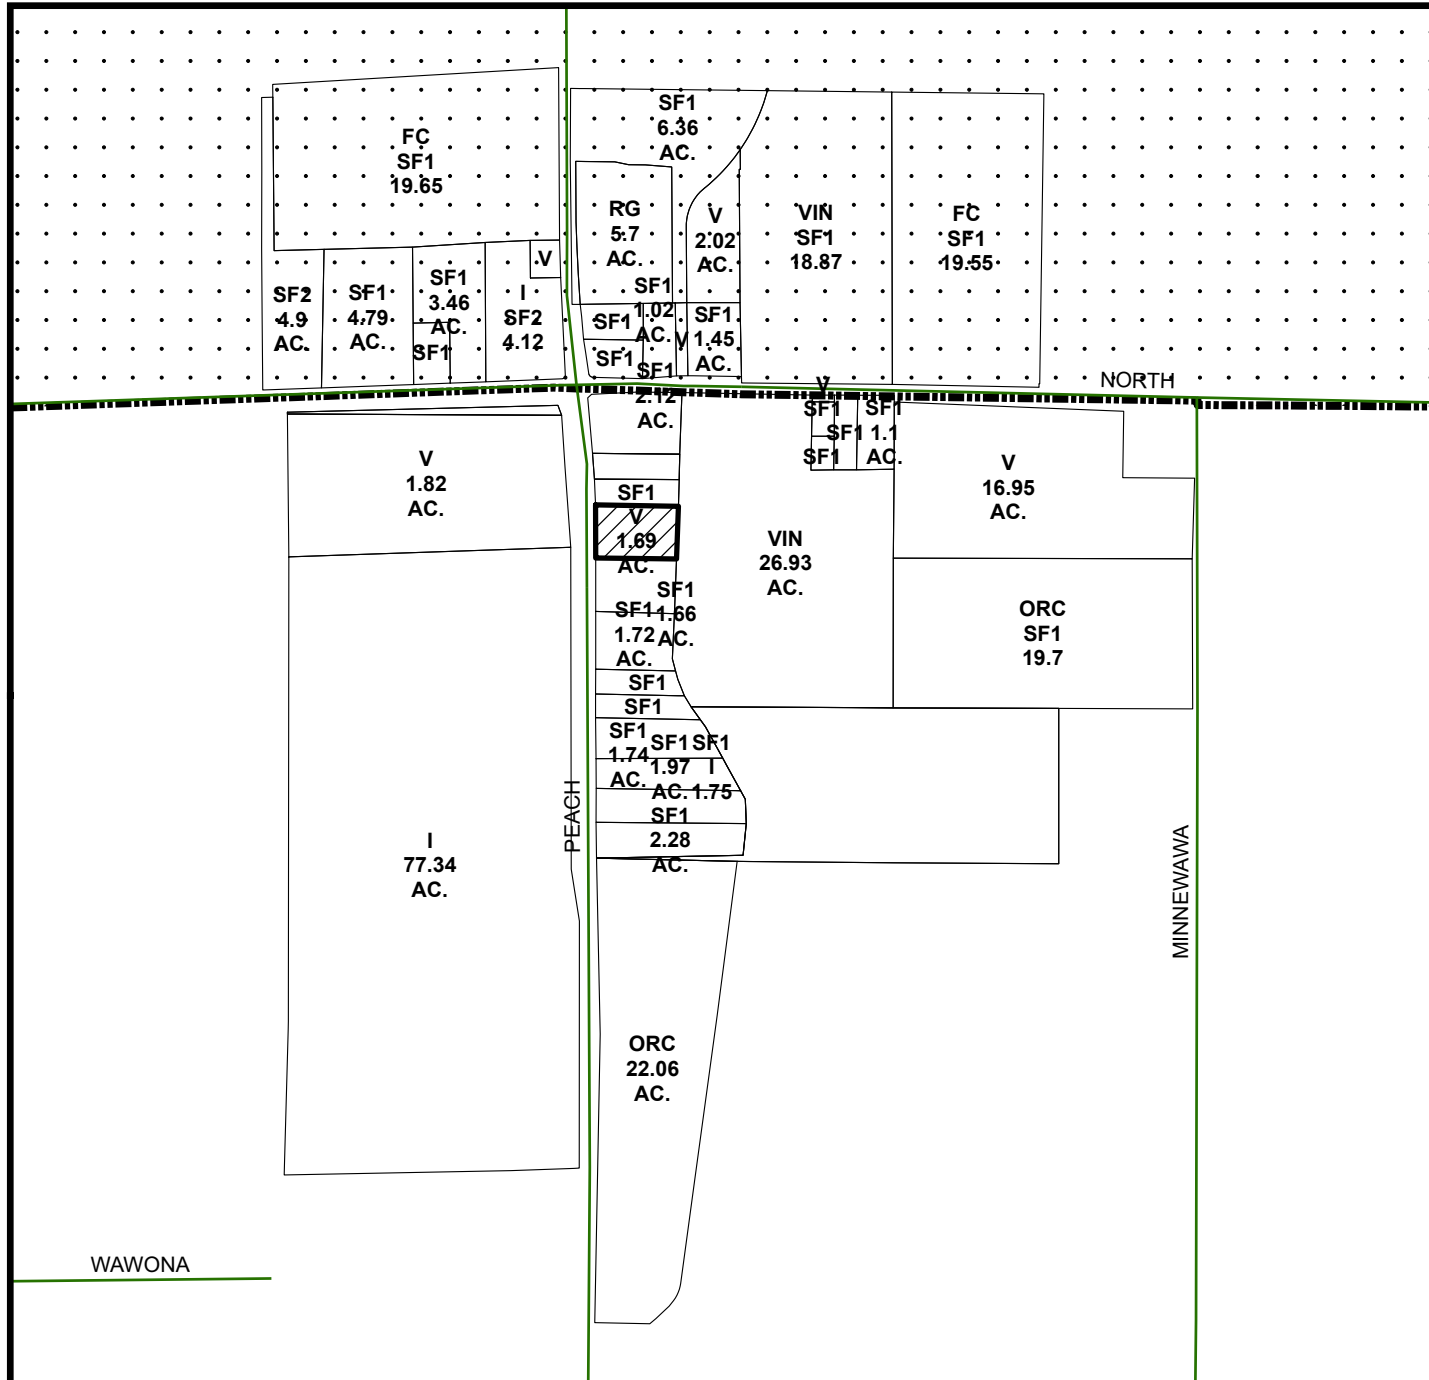 SF1
6.36
AC.
FC
SF1
19.65
RG
5.7
AC.
V
2.02
AC.
VIN
SF1
18.87
FC
SF1
19.55
V
SF2
4.9
AC.
SF1
4.79
AC.
SF1
3.46
AC.
SF1
I
SF2
4.12
SF1
SF1
SF1
1.02
AC.
V
SF1
1.45
AC.
NORTH
SF1
2.12
AC.
V
SF1
SF1
SF1
SF1
1.1
AC.
V
1.82
AC.
V
16.95
AC.
SF1
V
1.69
AC.
VIN
26.93
AC.
SF1
1.66
AC.
SF1
1.72
AC.
ORC
SF1
19.7
SF1
SF1
SF1
1.74
AC.
SF1
1.97
AC.
SF1
I
1.75
SF1
2.28
AC.
PEACH
I
77.34
AC.
MINNEWAWA
ORC
22.06
AC.
WAWONA